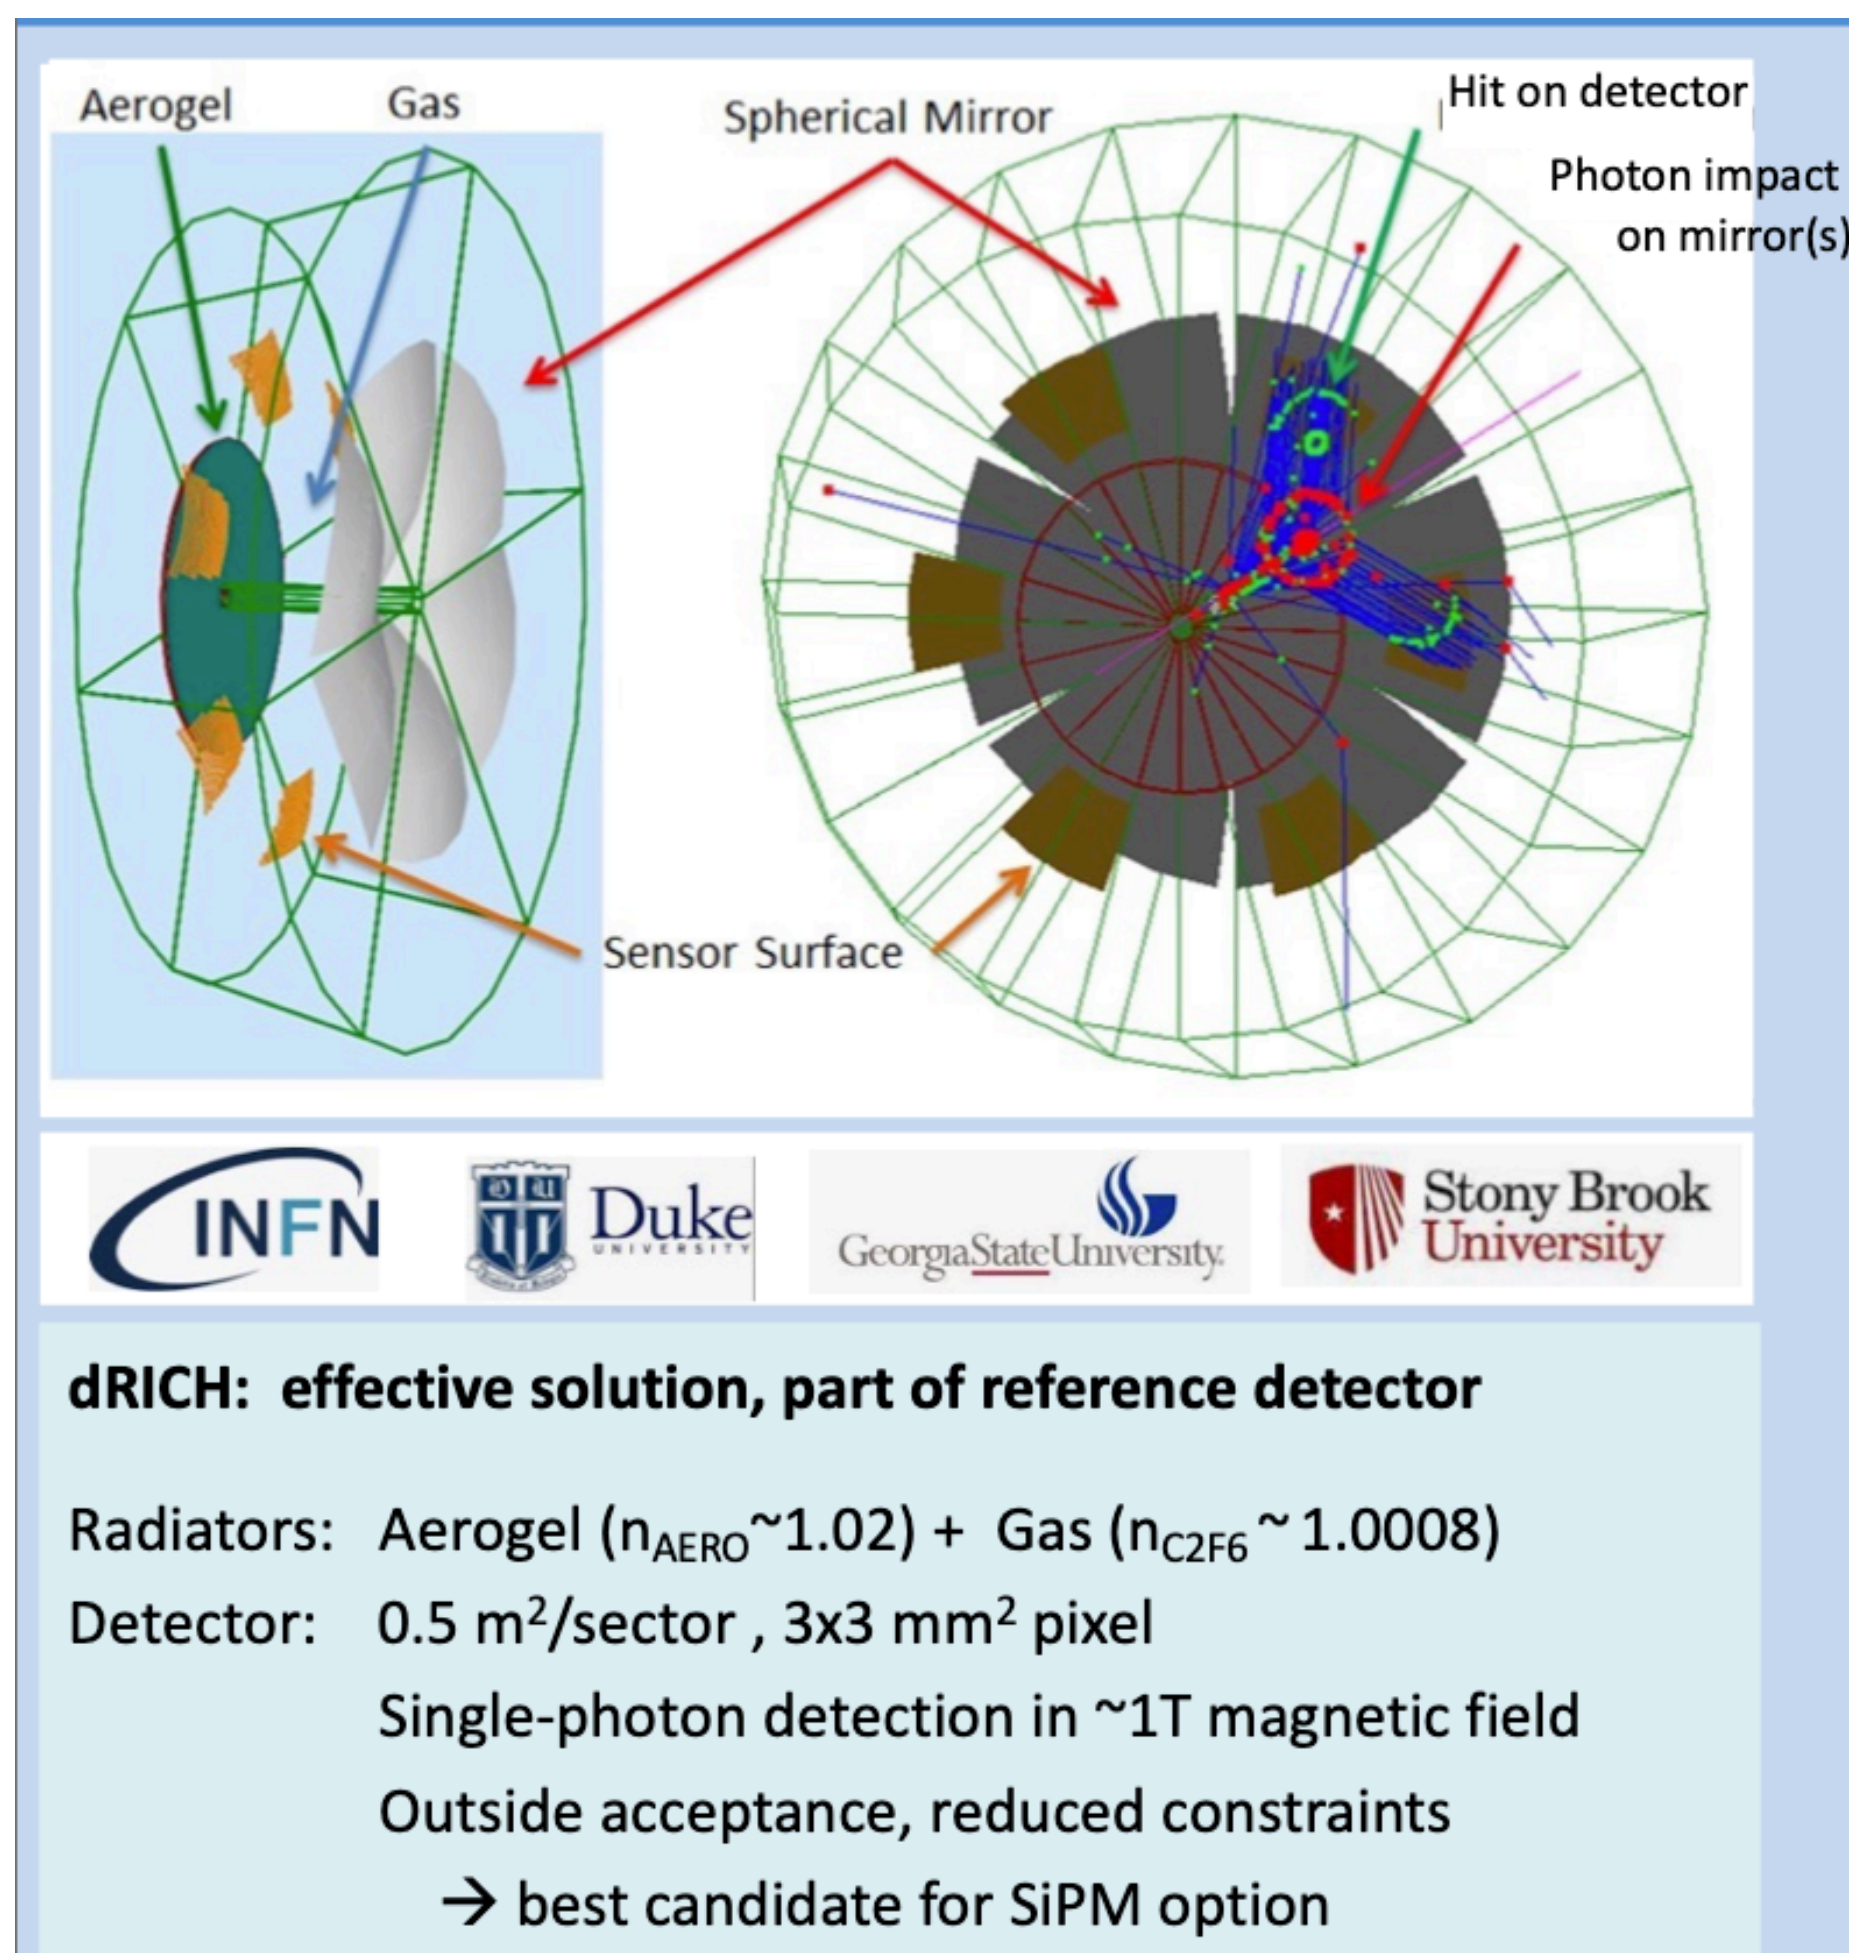 Aerogel
Gas
Spherical Mirror
Hit on detector
Photon impact
on mirror(s)
Sensor Surface
INFN
Duke
UNIVERSITY
GeorgiaStateUniversity.
Stony Brook
University
dRICH: effective solution, part of reference detector
Radiators: Aerogel (nAERO~1.02) + Gas (nC2F6 ~ 1.0008)
Detector: 0.5 m²/sector , 3x3 mm² pixel
Single-photon detection in ~1T magnetic field
Outside acceptance, reduced constraints
→ best candidate for SiPM option